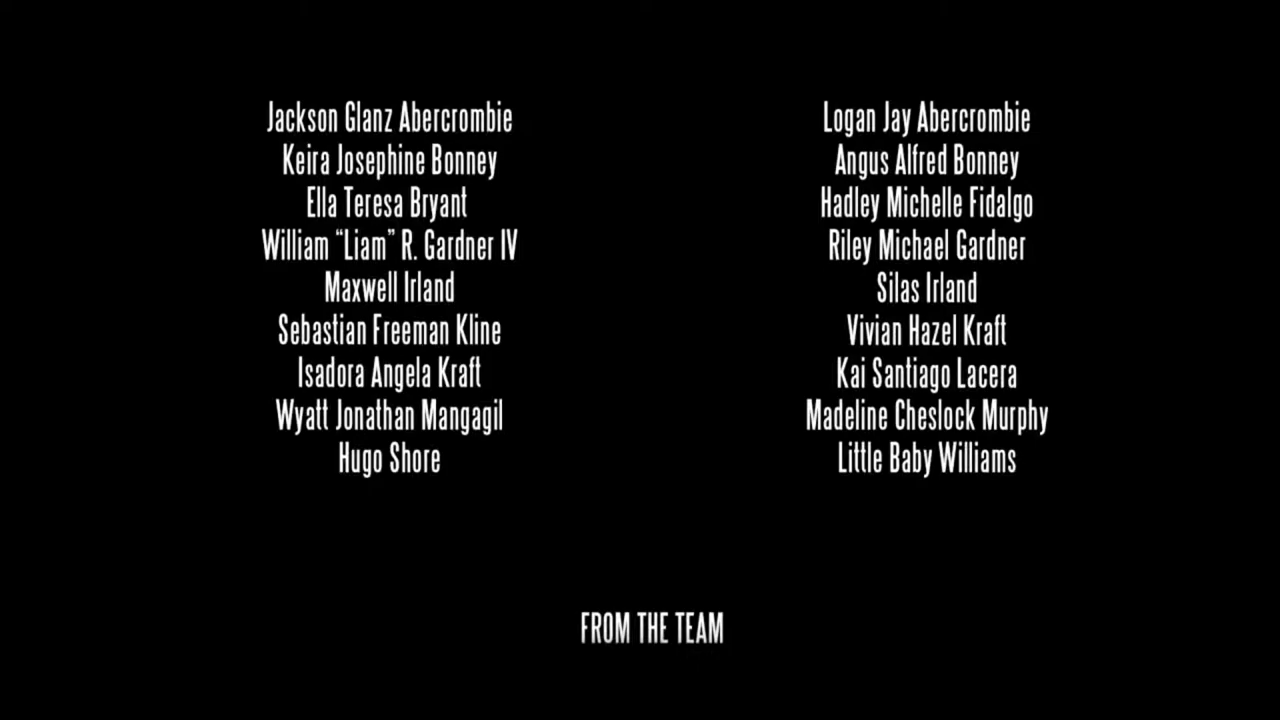 Jackson Glanz Abercrombie
Keira Josephine Bonney
Ella Teresa Bryant
William “Liam” R. Gardner IV
Maxwell Irland
Sebastian Freeman Kline
Isadora Angela Kraft
Wyatt Jonathan Mangagil
Hugo Shore
Logan Jay Abercrombie
Angus Alfred Bonney
Hadley Michelle Fidalgo
Riley Michael Gardner
Silas Irland
Vivian Hazel Kraft
Kai Santiago Lacera
Madeline Cheslock Murphy
Little Baby Williams
FROM THE TEAM